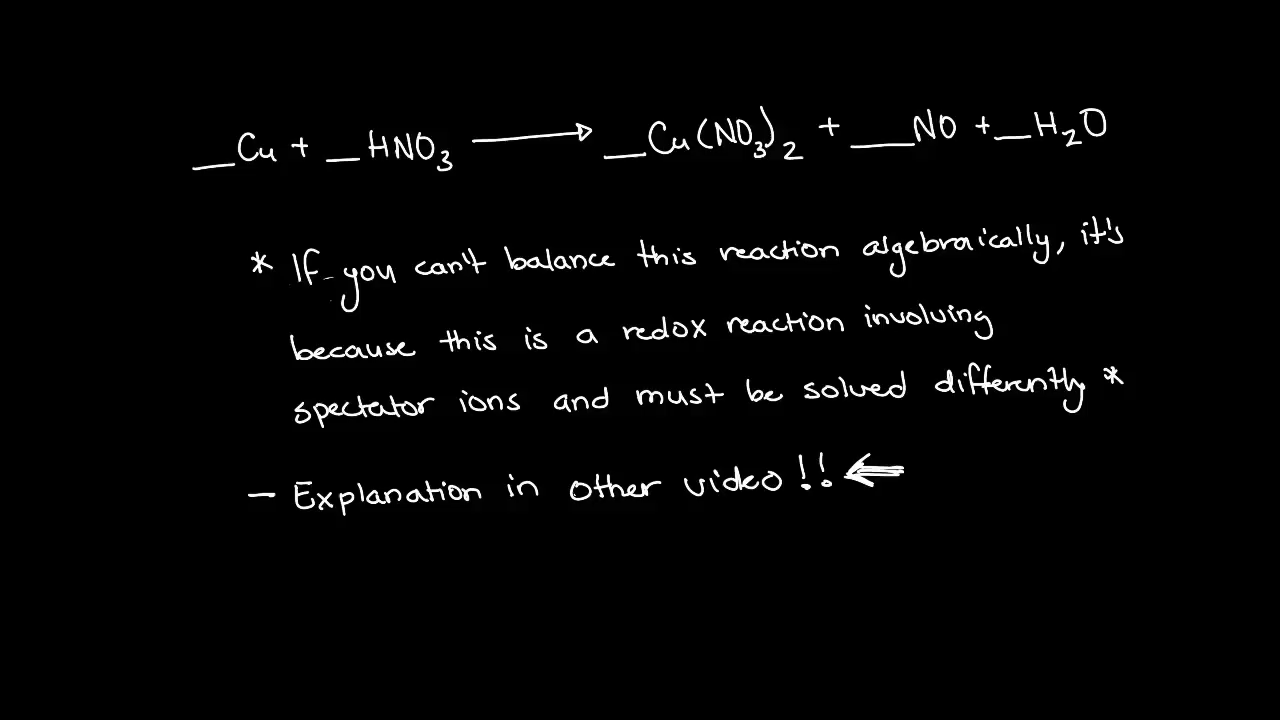 __Cu + __HNO₃ ⟶ __Cu(NO₃)₂ + __NO + __H₂O
* If you can't balance this reaction algebraically, it's
because this is a redox reaction involving
spectator ions and must be solved differently *
- Explanation in other video!! ⇐